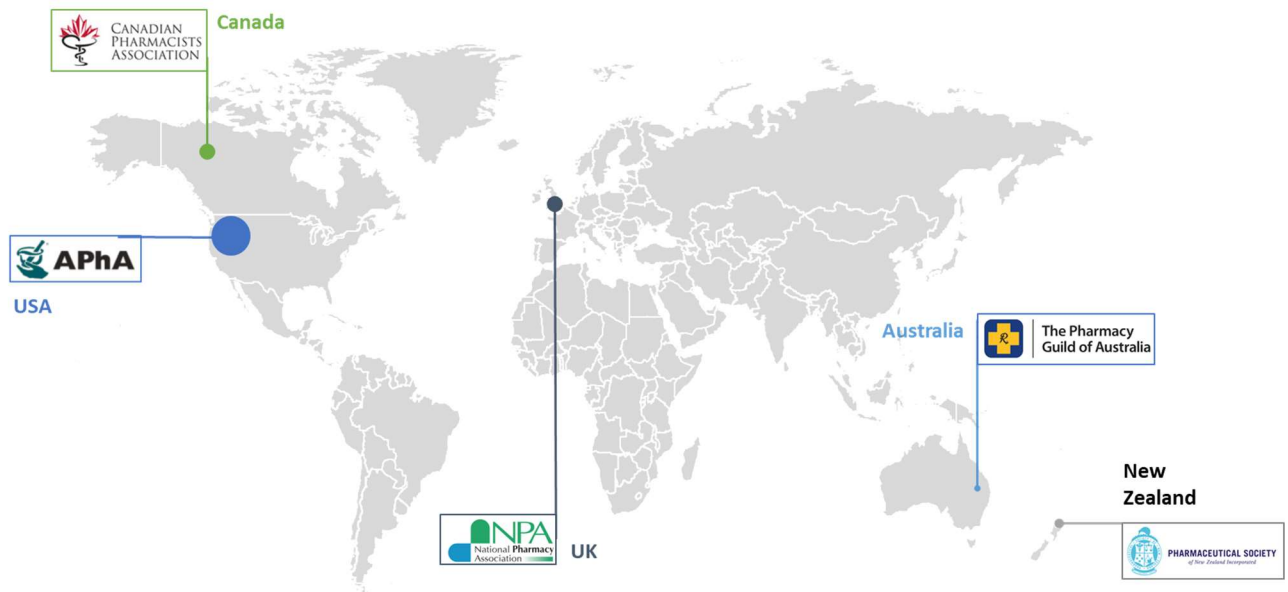 Canada
CANADIAN
PHARMACISTS
ASSOCIATION
APhA
USA
Australia
The Pharmacy
Guild of Australia
New
Zealand
NPA
National Pharmacy
Association
UK
PHARMACEUTICAL SOCIETY
of New Zealand Incorporated